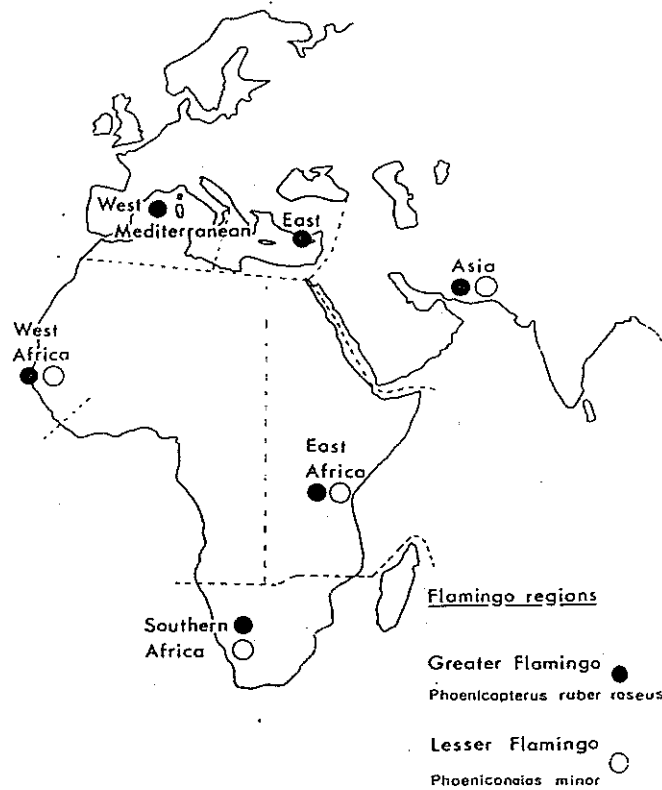 West
East
Mediterranean
Asia
West
Africa
East
Africa
Southern
Africa
Flamingo regions
Greater Flamingo
Phoenicopterus ruber roseus
Lesser Flamingo
Phoeniconaias minor